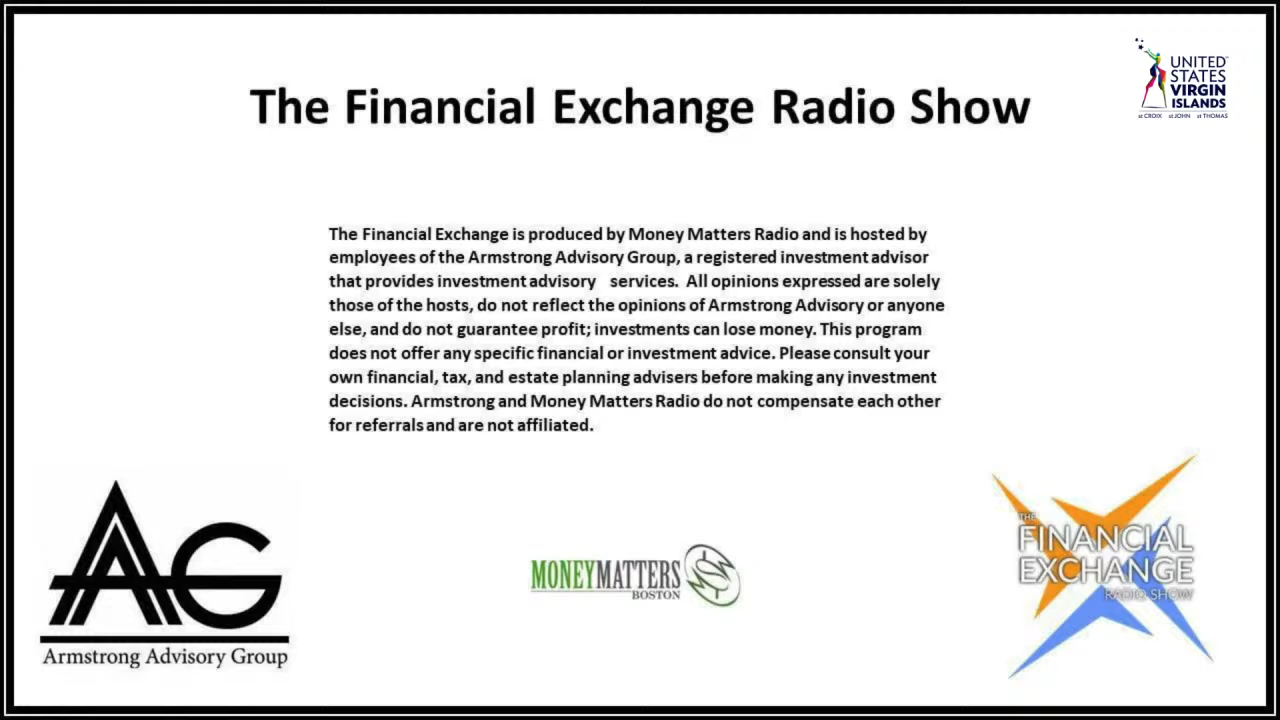 The Financial Exchange Radio Show
UNITED
STATES
VIRGIN
ISLANDS
st CROIX st JOHN st THOMAS
The Financial Exchange is produced by Money Matters Radio and is hosted by
employees of the Armstrong Advisory Group, a registered investment advisor
that provides investment advisory services. All opinions expressed are solely
those of the hosts, do not reflect the opinions of Armstrong Advisory or anyone
else, and do not guarantee profit; investments can lose money. This program
does not offer any specific financial or investment advice. Please consult your
own financial, tax, and estate planning advisers before making any investment
decisions. Armstrong and Money Matters Radio do not compensate each other
for referrals and are not affiliated.
AG
Armstrong Advisory Group
MONEYMATTERS
BOSTON
THE
FINANCIAL
EXCHANGE
RADIO SHOW